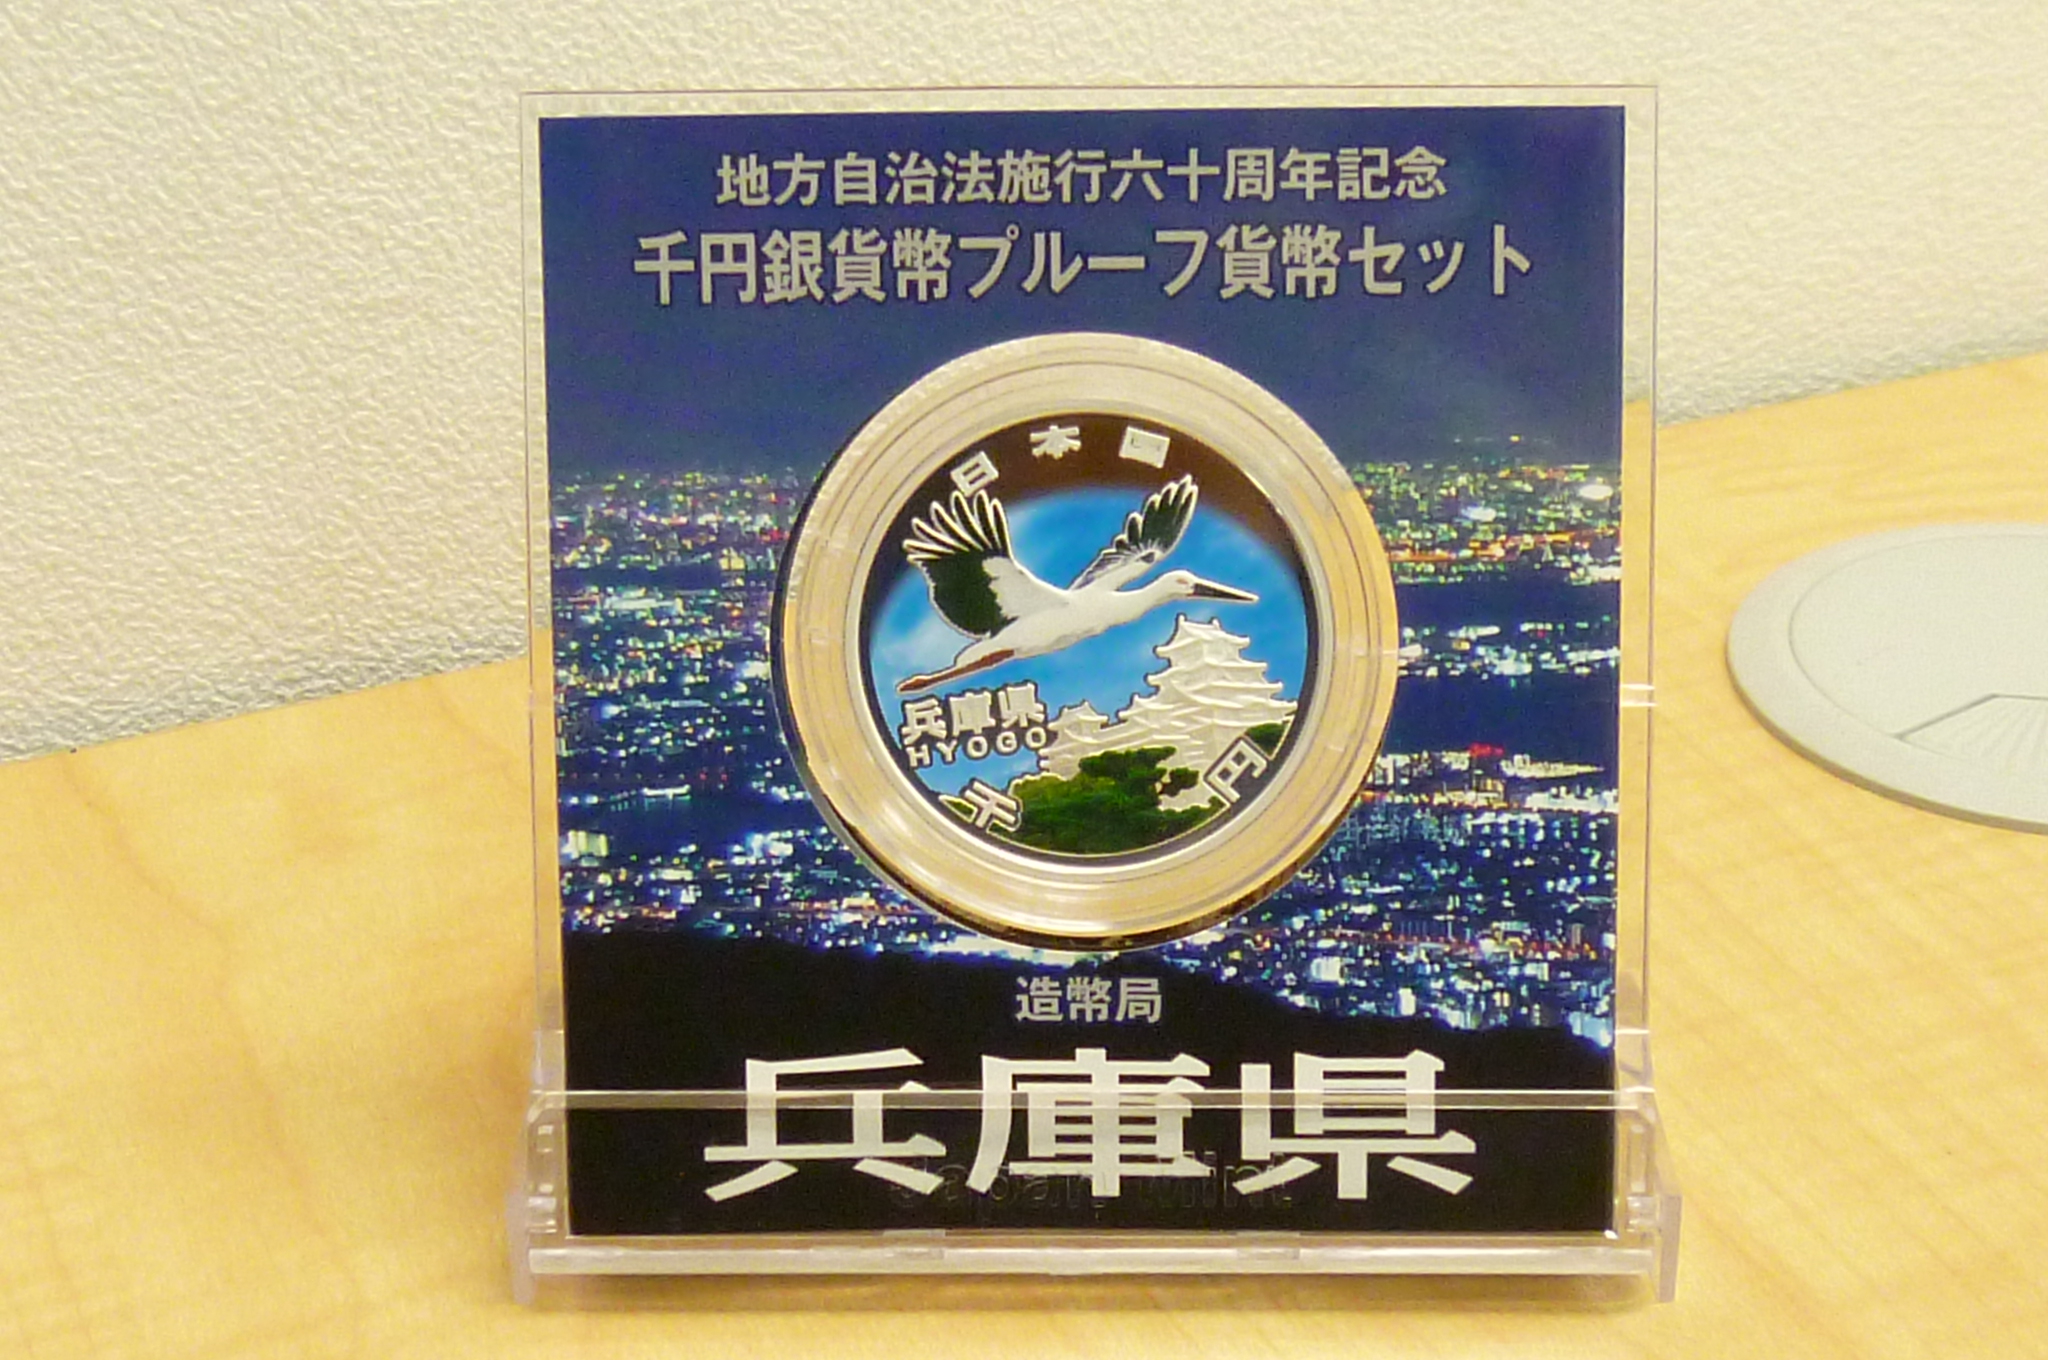 地方自治法施行六十周年記念
千円銀貨幣プルーフ貨幣セット
日本国
兵庫県
HYOGO
千円
造幣局
兵庫県
Japan Mint